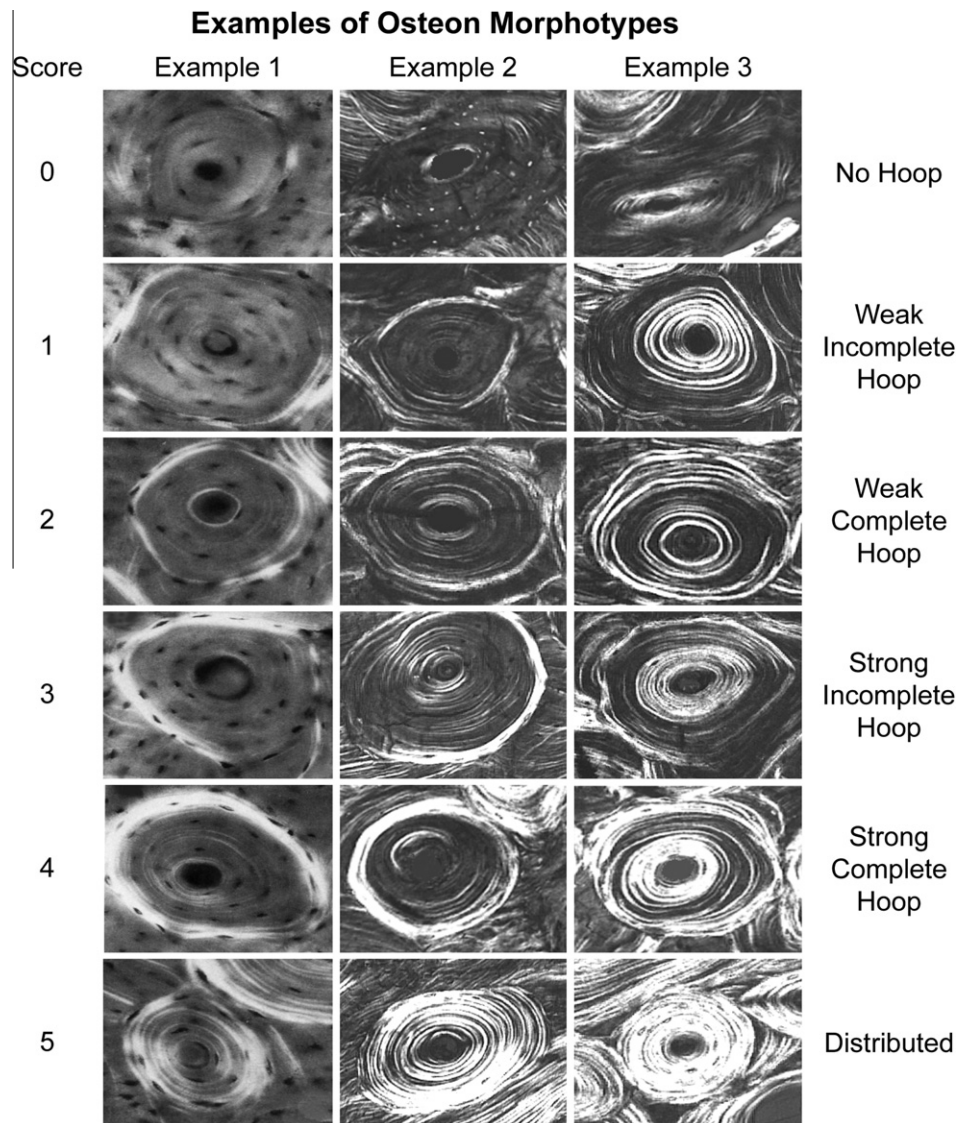 Examples of Osteon Morphotypes
Score Example 1 Example 2 Example 3
0 No Hoop
1 Weak
Incomplete
Hoop
2 Weak
Complete
Hoop
3 Strong
Incomplete
Hoop
4 Strong
Complete
Hoop
5 Distributed